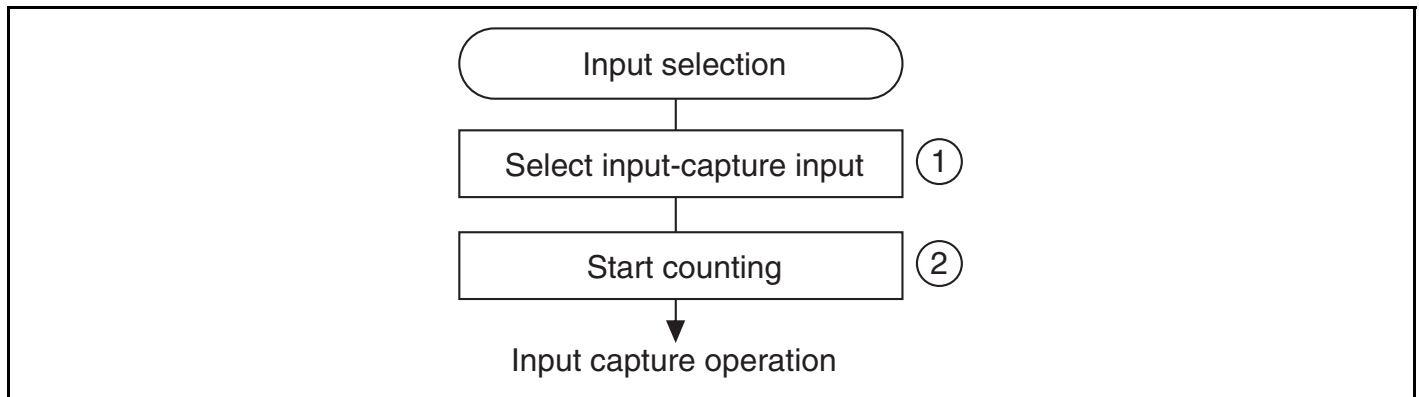 Input selection
Select input-capture input
1
Start counting
2
Input capture operation